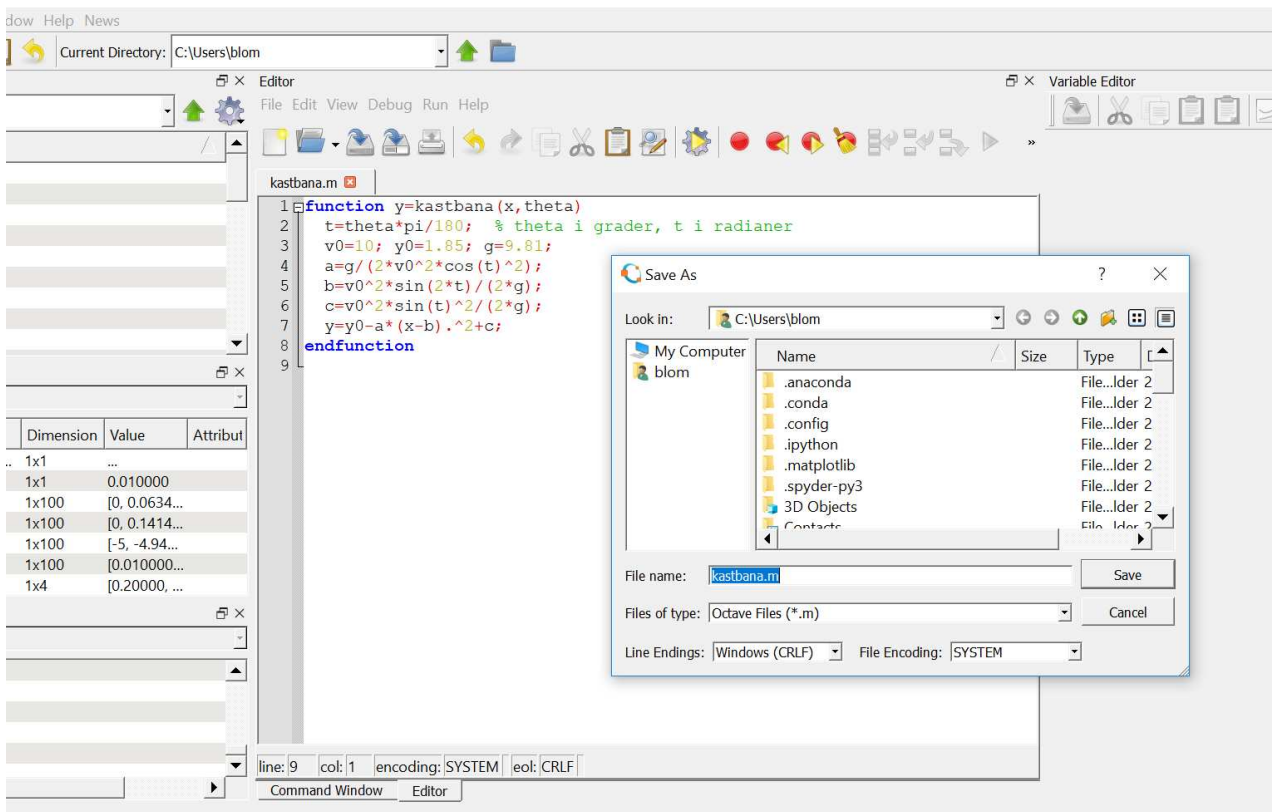 dow Help News
Current Directory: C:\Users\blom
Editor
Variable Editor
File Edit View Debug Run Help
»
kastbana.m
1 function y=kastbana(x,theta)
2 t=theta*pi/180; % theta i grader, t i radianer
3 v0=10; y0=1.85; g=9.81;
4 a=g/(2*v0^2*cos(t)^2);
5 b=v0^2*sin(2*t)/(2*g);
6 c=v0^2*sin(t)^2/(2*g);
7 y=y0-a*(x-b).^2+c;
8 endfunction
9
Dimension Value Attribut
.. 1x1 ...
1x1 0.010000
1x100 [0, 0.0634...
1x100 [0, 0.1414...
1x100 [-5, -4.94...
1x100 [0.010000...
1x4 [0.20000, ...
Save As ?
Look in: C:\Users\blom
My Computer
blom
Name Size Type
.anaconda File...lder 2
.conda File...lder 2
.config File...lder 2
.ipython File...lder 2
.matplotlib File...lder 2
.spyder-py3 File...lder 2
3D Objects File...lder 2
Contacts File...lder 2
File name: kastbana.m Save
Files of type: Octave Files (*.m) Cancel
Line Endings: Windows (CRLF) File Encoding: SYSTEM
line: 9 col: 1 encoding: SYSTEM eol: CRLF
Command Window Editor